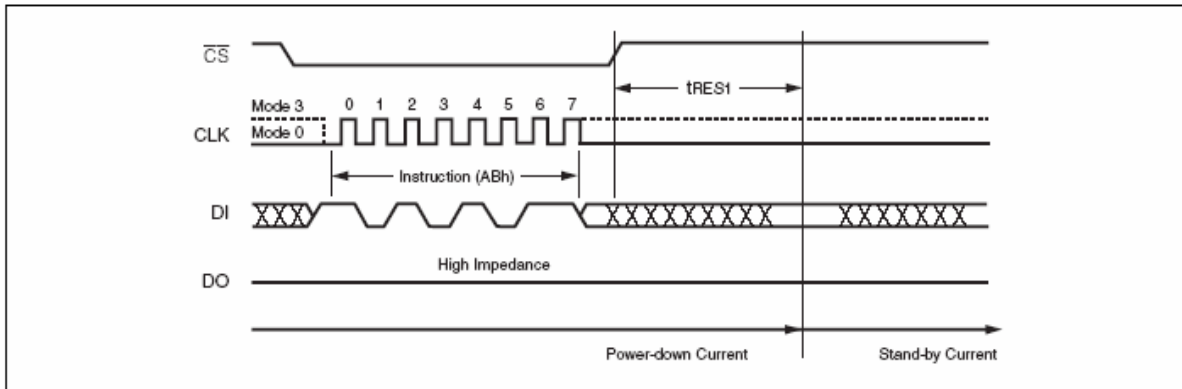 CS
tRES1
Mode 3 0 1 2 3 4 5 6 7
CLK Mode 0
Instruction (ABh)
DI
High Impedance
DO
Power-down Current Stand-by Current